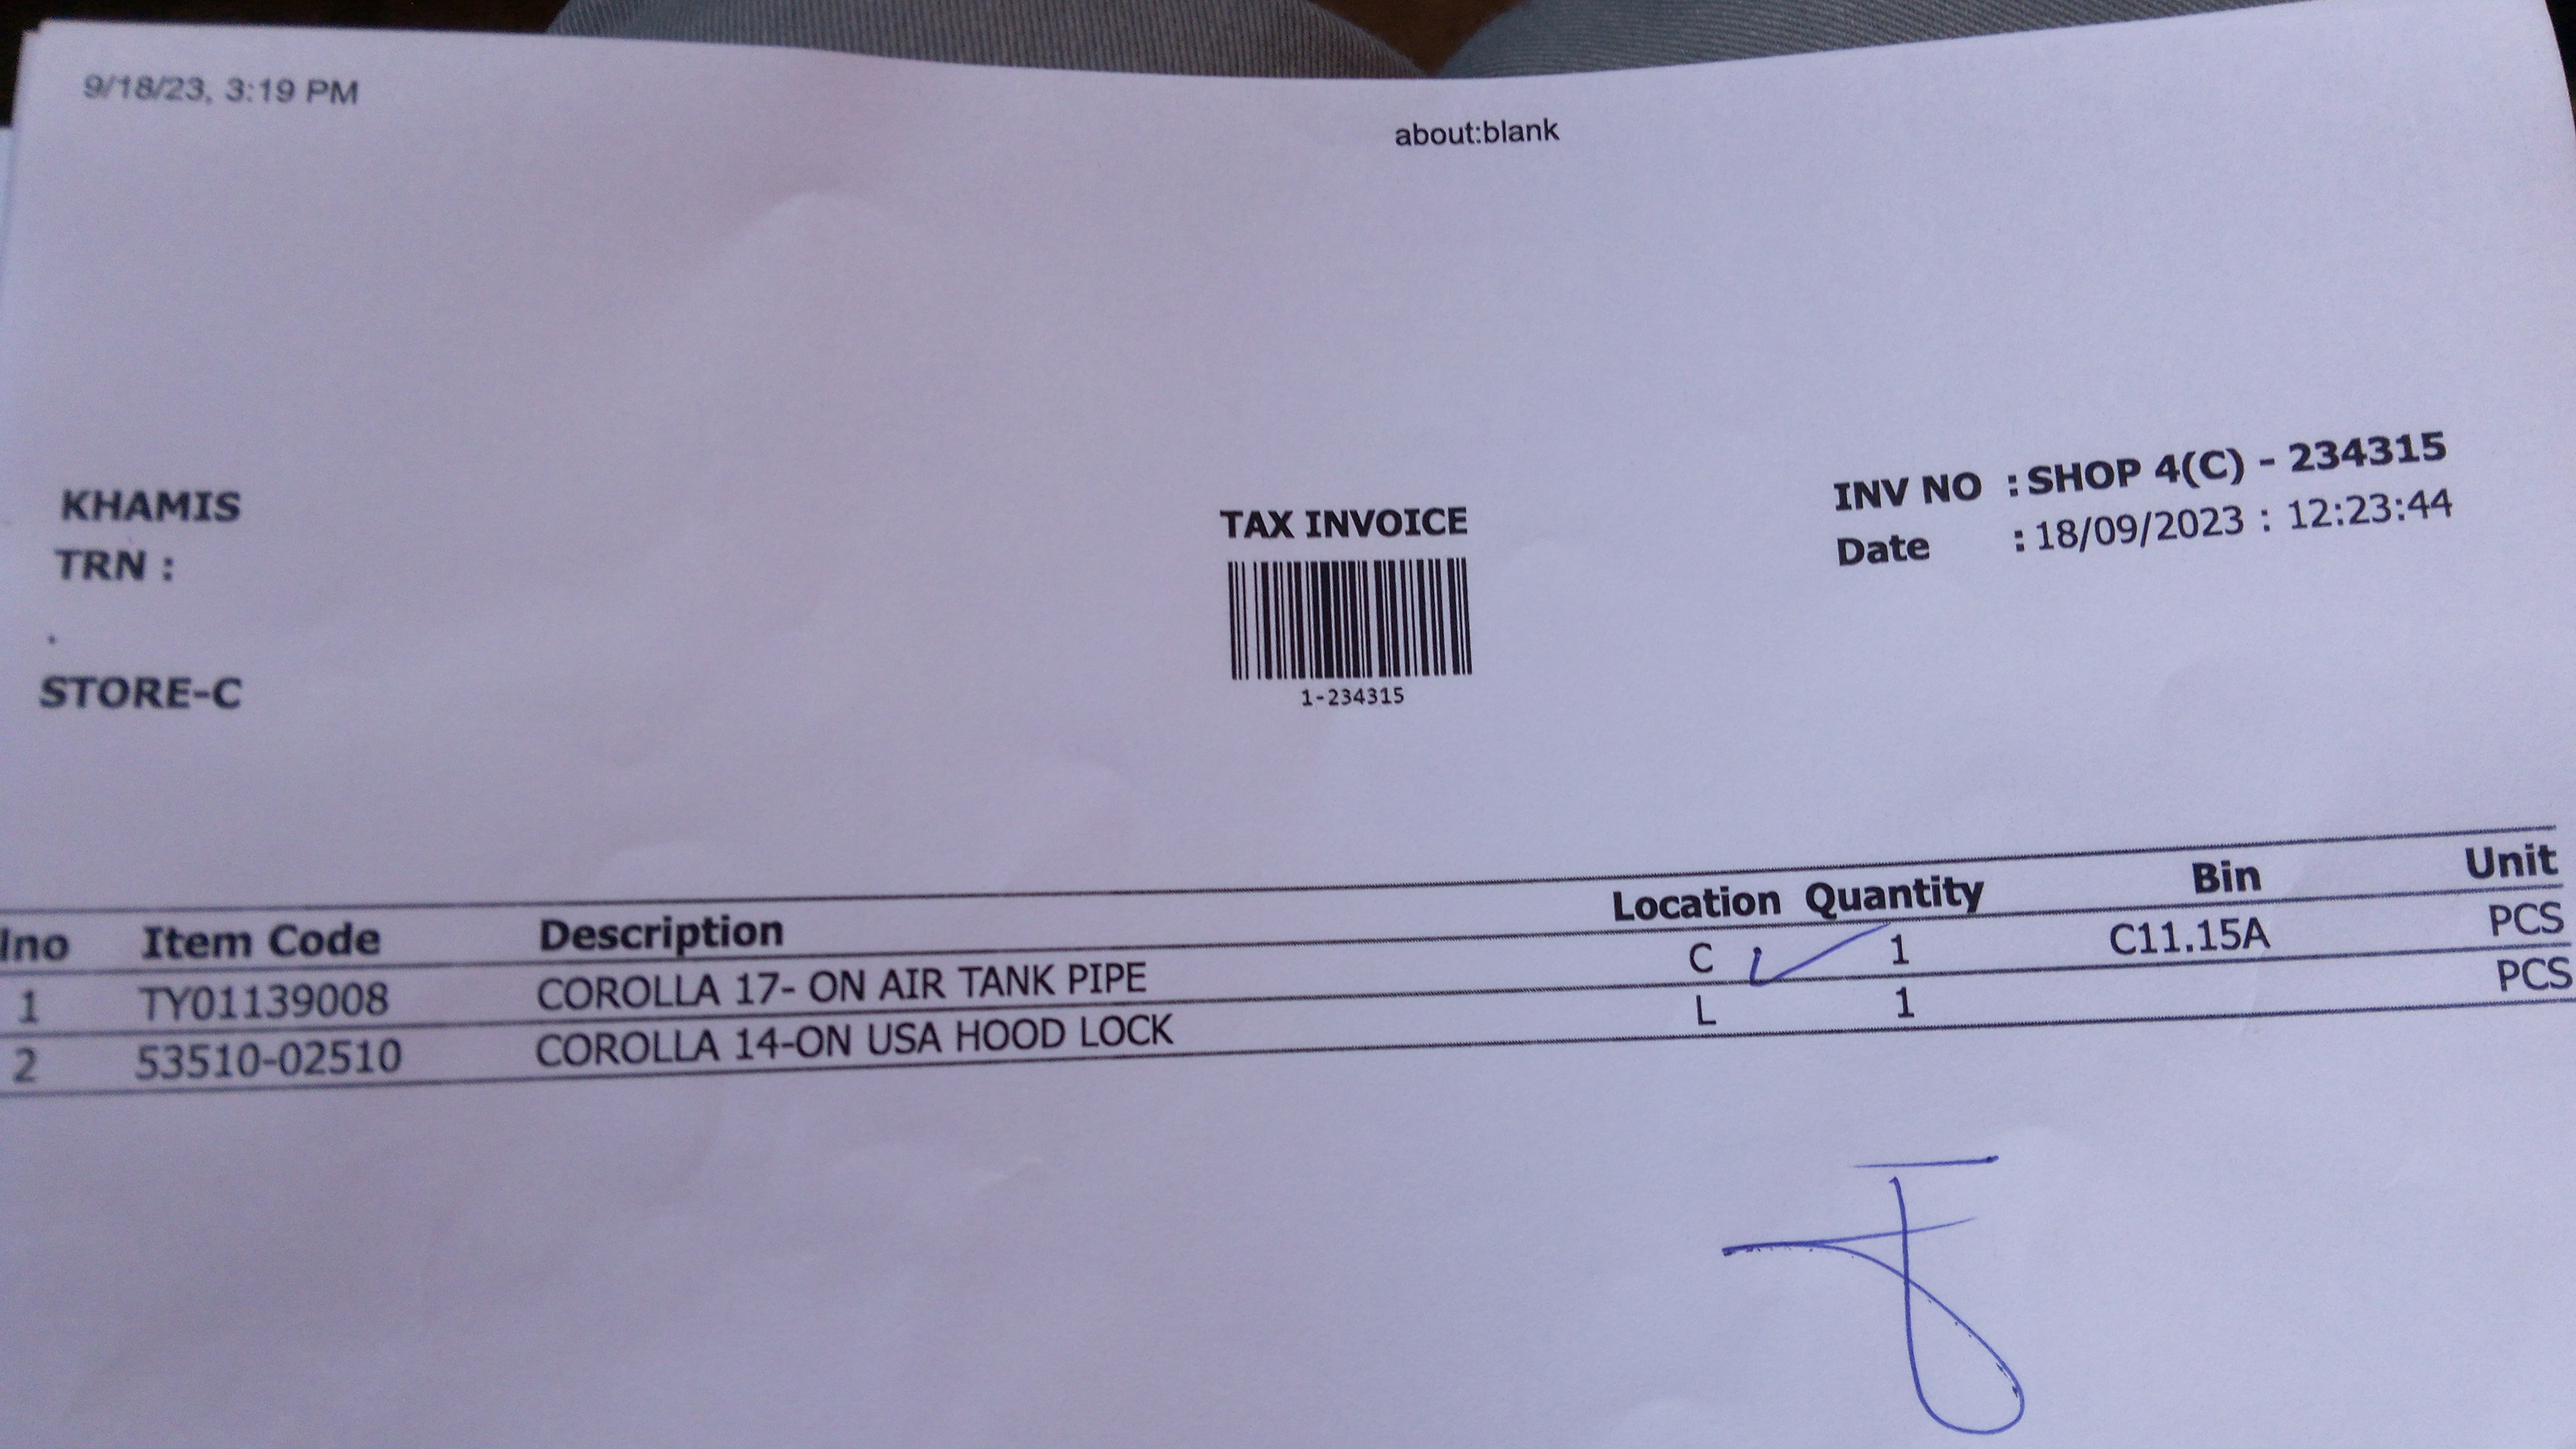 9/18/23, 3:19 PM
about:blank
KHAMIS
TRN :
.
STORE-C
TAX INVOICE
1-234315
INV NO : SHOP 4(C) - 234315
Date : 18/09/2023 : 12:23:44
lno Item Code Description Location Quantity Bin Unit
1 TY01139008 COROLLA 17- ON AIR TANK PIPE C 1 C11.15A PCS
2 53510-02510 COROLLA 14-ON USA HOOD LOCK L 1 PCS